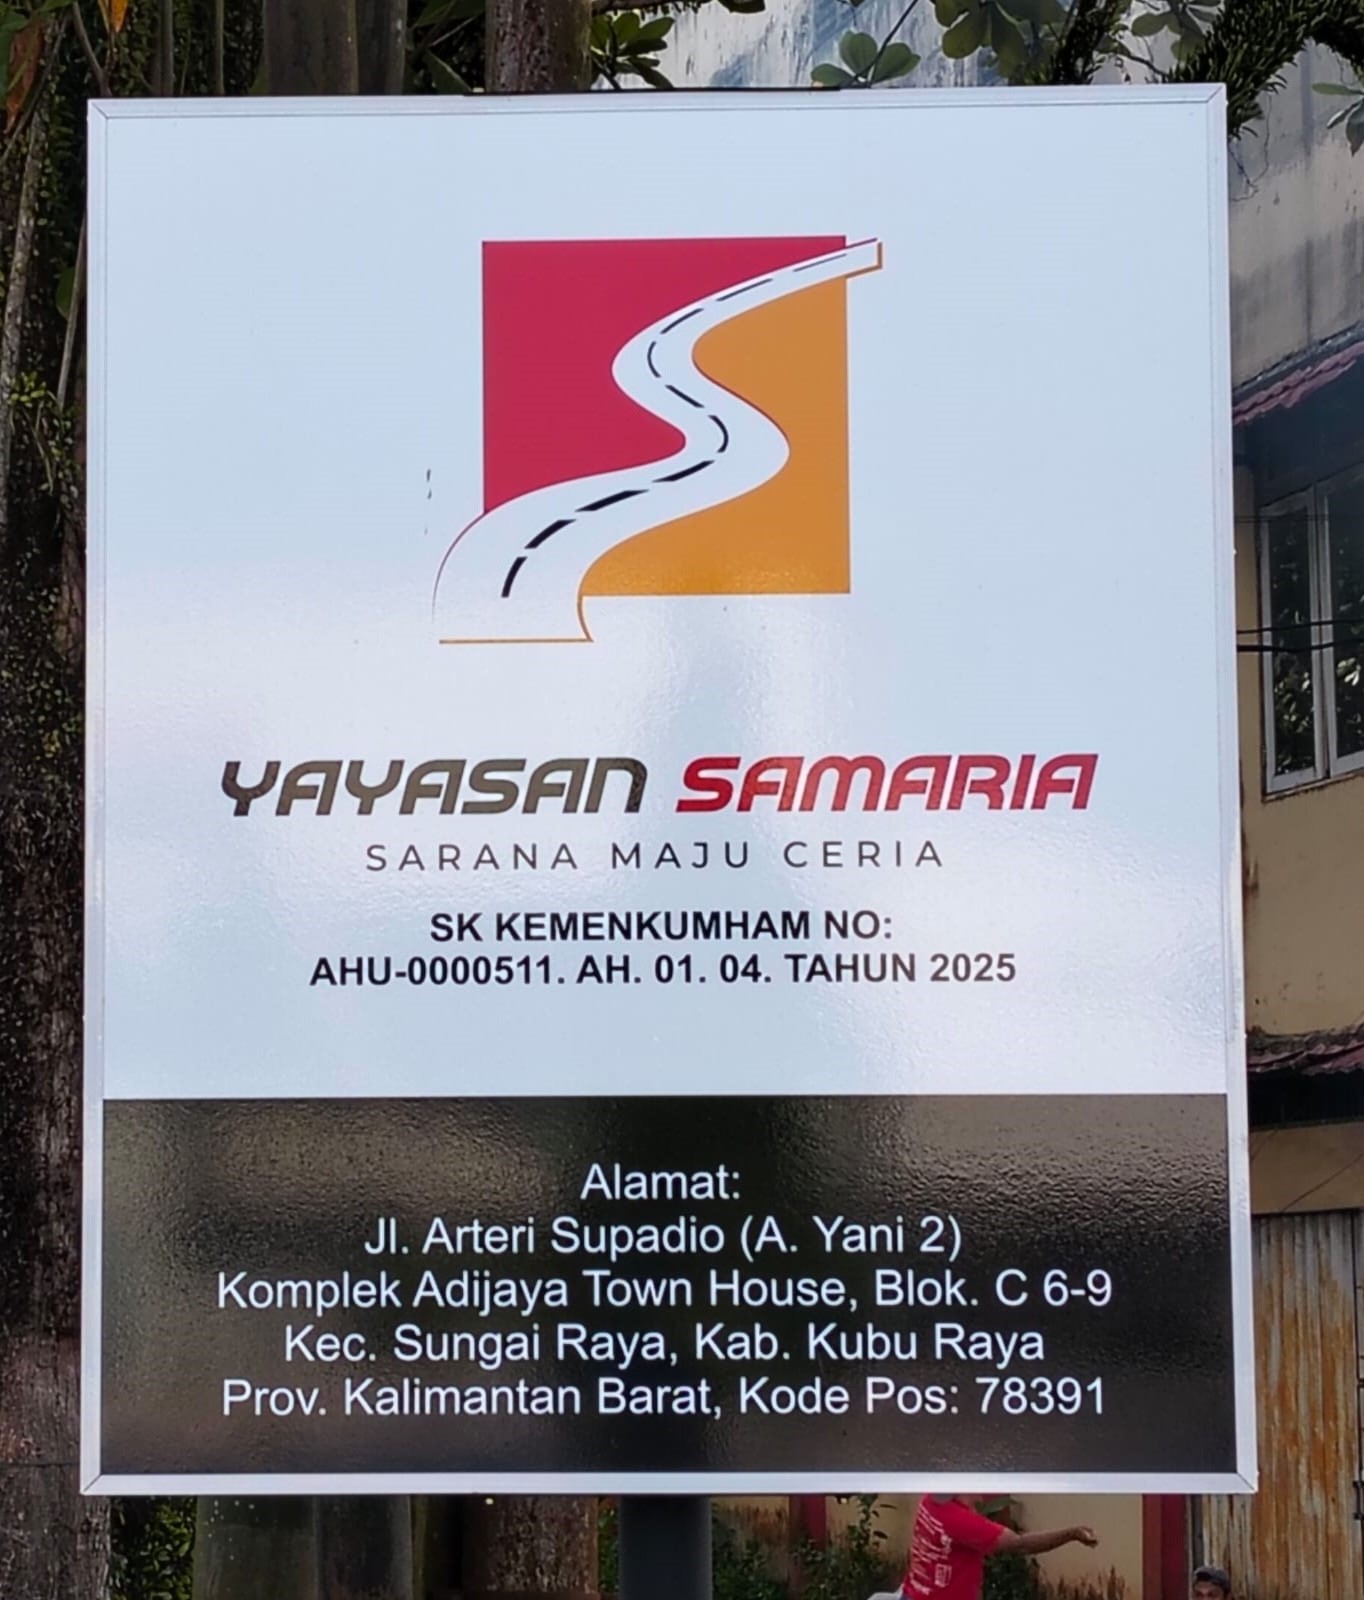 YAYASAN SAMARIA
SARANA MAJU CERIA
SK KEMENKUMHAM NO:
AHU-0000511. AH. 01. 04. TAHUN 2025
Alamat:
Jl. Arteri Supadio (A. Yani 2)
Komplek Adijaya Town House, Blok. C 6-9
Kec. Sungai Raya, Kab. Kubu Raya
Prov. Kalimantan Barat, Kode Pos: 78391